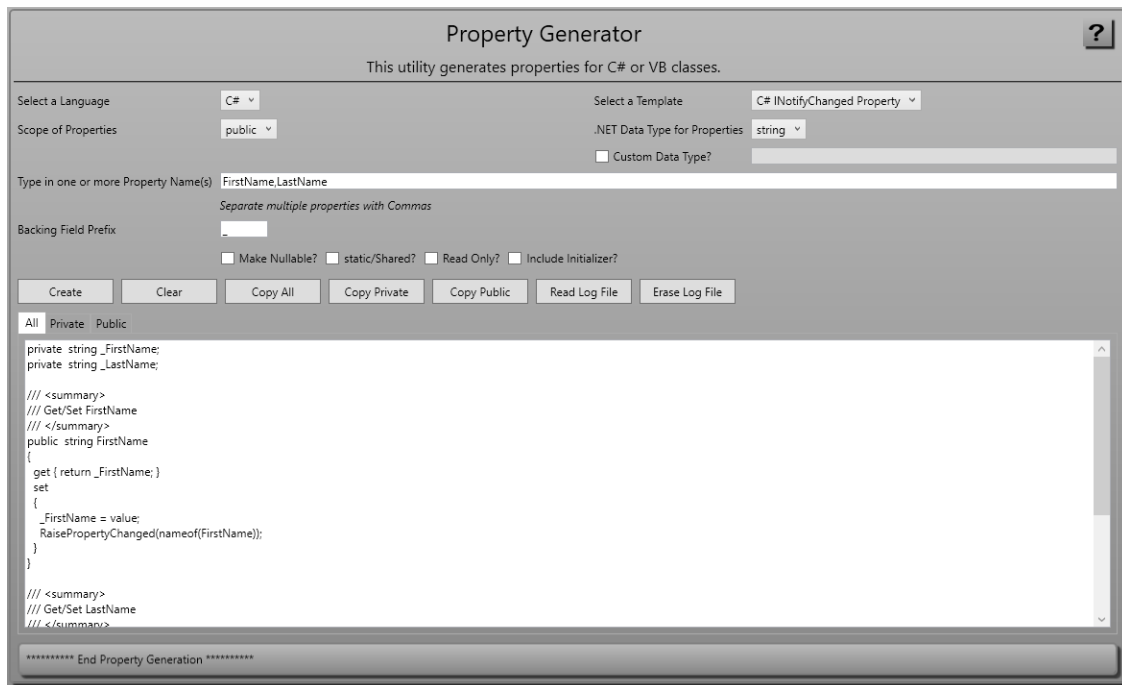 Property Generator
?
This utility generates properties for C# or VB classes.
Select a Language C# Select a Template C# INotifyChanged Property
Scope of Properties public .NET Data Type for Properties string
Custom Data Type?
Type in one or more Property Name(s) FirstName,LastName
Separate multiple properties with Commas
Backing Field Prefix _
Make Nullable? static/Shared? Read Only? Include Initializer?
Create Clear Copy All Copy Private Copy Public Read Log File Erase Log File
All Private Public
private  string _FirstName;
private  string _LastName;
/// <summary>
/// Get/Set FirstName
/// </summary>
public  string FirstName
{
get { return _FirstName; }
set
{
_FirstName = value;
RaisePropertyChanged(nameof(FirstName));
}
}
/// <summary>
/// Get/Set LastName
/// </summary>
********** End Property Generation **********